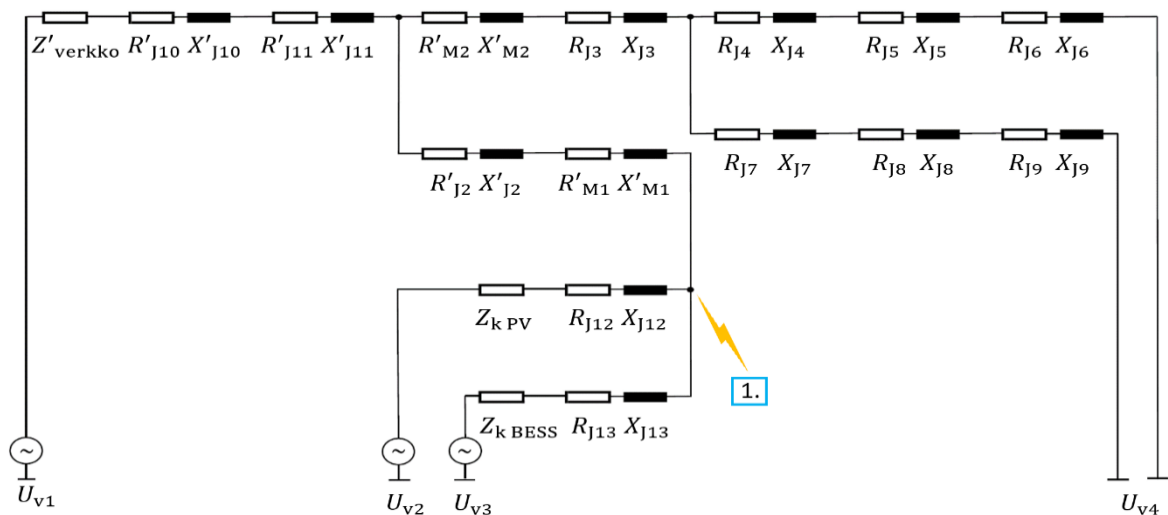 Z'verkko R'J10 X'J10 R'J11 X'J11 R'M2 X'M2 RJ3 XJ3 RJ4 XJ4 RJ5 XJ5 RJ6 XJ6
R'J2 X'J2 R'M1 X'M1 RJ7 XJ7 RJ8 XJ8 RJ9 XJ9
Zk PV RJ12 XJ12
1.
Zk BESS RJ13 XJ13
~ ~ ~
Uv1 Uv2 Uv3 Uv4